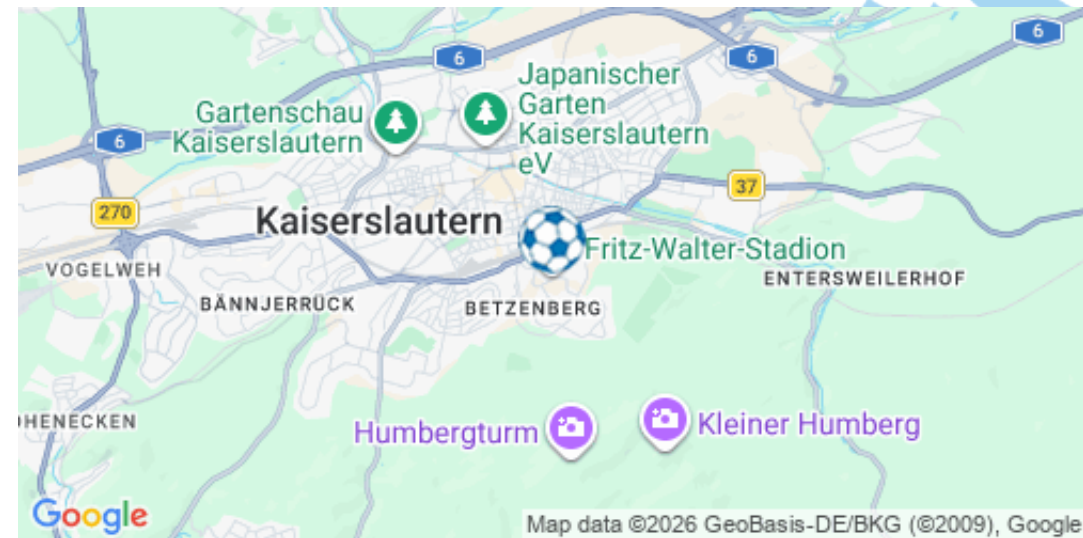 6
6
6
Japanischer
Garten
Kaiserslautern
eV
Gartenschau
Kaiserslautern
6
37
270
Kaiserslautern
Fritz-Walter-Stadion
VOGELWEH
ENTERSWEILERHOF
BÄNNJERRÜCK
BETZENBERG
HENECKEN
Humbergturm
Kleiner Humberg
Google
Map data ©2026 GeoBasis-DE/BKG (©2009), Google